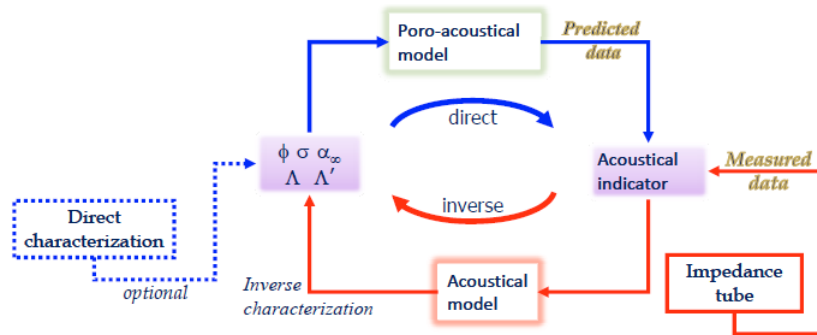 Poro-acoustical
model
Predicted
data
direct
ϕ σ α∞
Λ Λ′
Acoustical
indicator
Measured
data
inverse
Direct
characterization
optional
Inverse
characterization
Acoustical
model
Impedance
tube